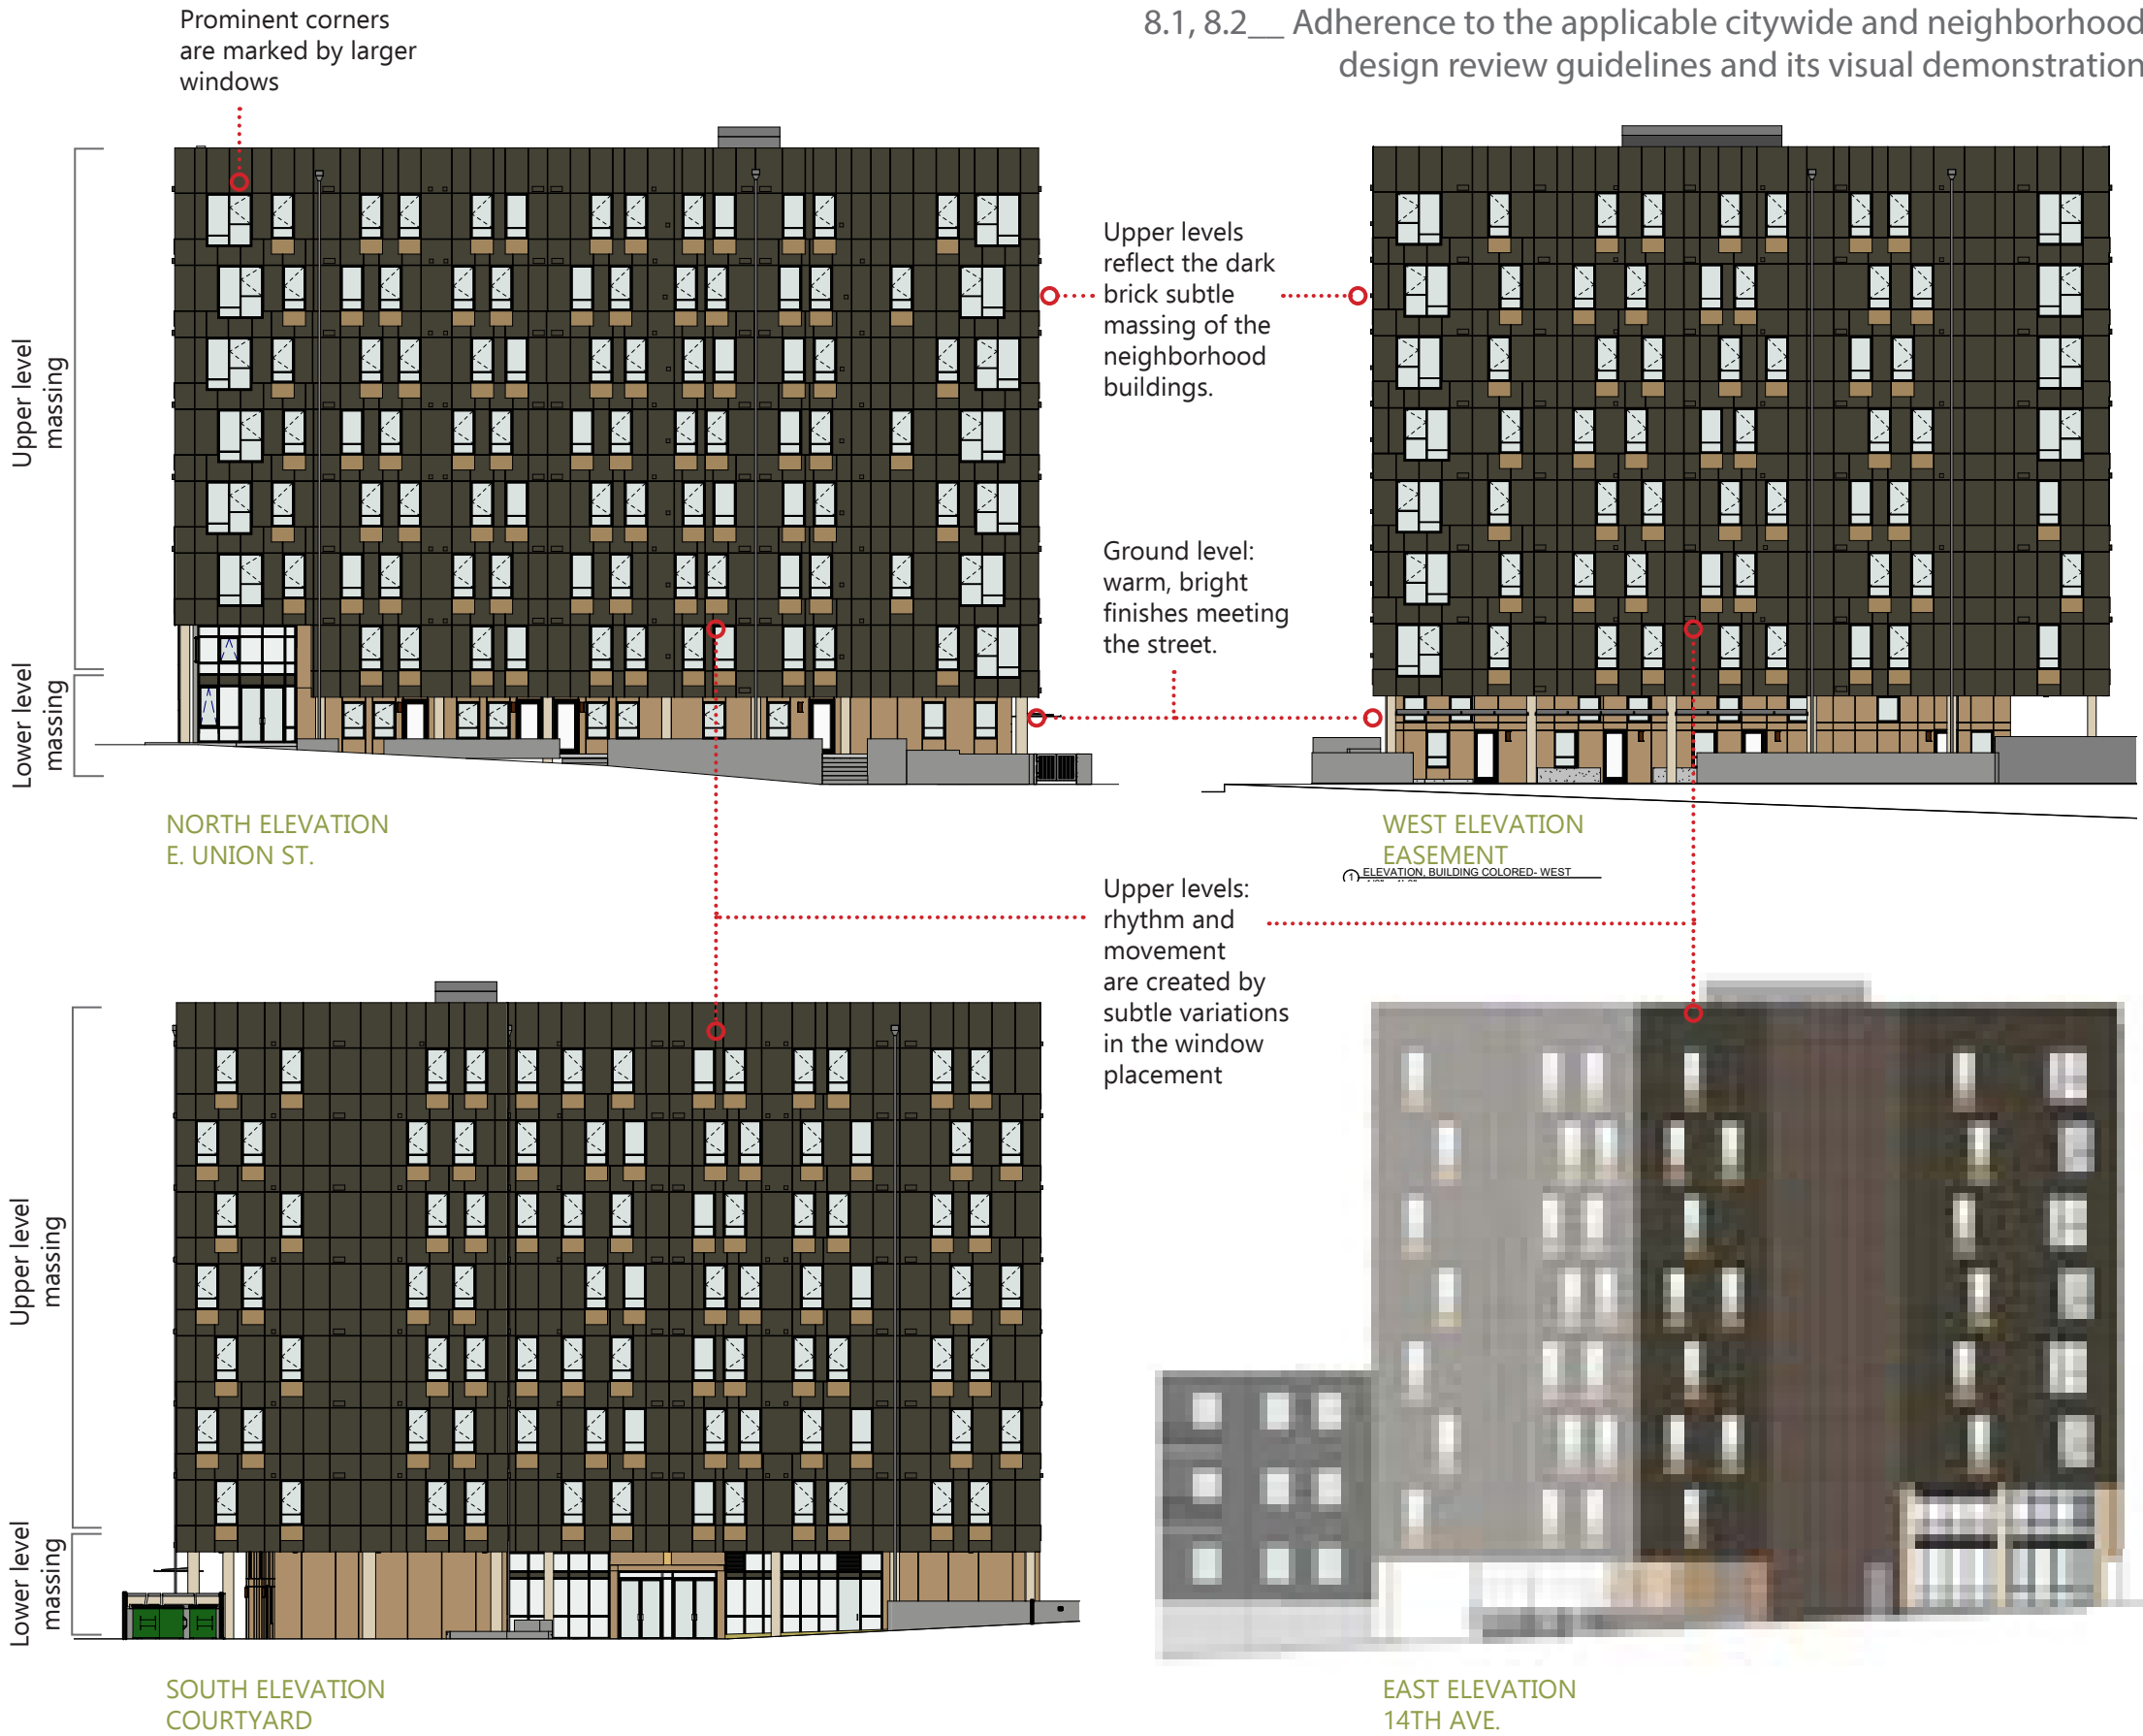 8.1, 8.2__ Adherence to the applicable citywide and neighborhood
design review guidelines and its visual demonstration
Prominent corners
are marked by larger
windows
Upper level
massing
Lower level
massing
Upper levels
reflect the dark
brick subtle
massing of the
neighborhood
buildings.
Ground level:
warm, bright
finishes meeting
the street.
NORTH ELEVATION
E. UNION ST.
WEST ELEVATION
EASEMENT
1 ELEVATION, BUILDING COLORED- WEST
Upper levels:
rhythm and
movement
are created by
subtle variations
in the window
placement
Upper level
massing
Lower level
massing
SOUTH ELEVATION
COURTYARD
EAST ELEVATION
14TH AVE.